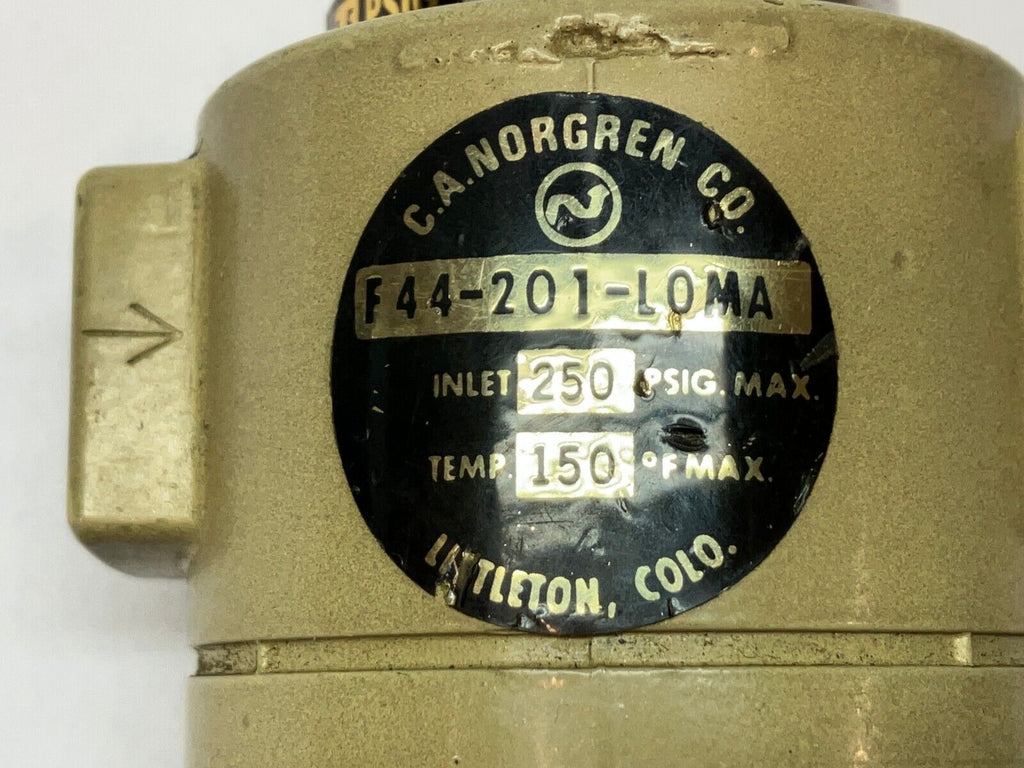 C.A. NORGREN CO.
F44-201-LOMA
INLET 250 PSIG. MAX.
TEMP. 150 °F MAX.
LITTLETON, COLO.